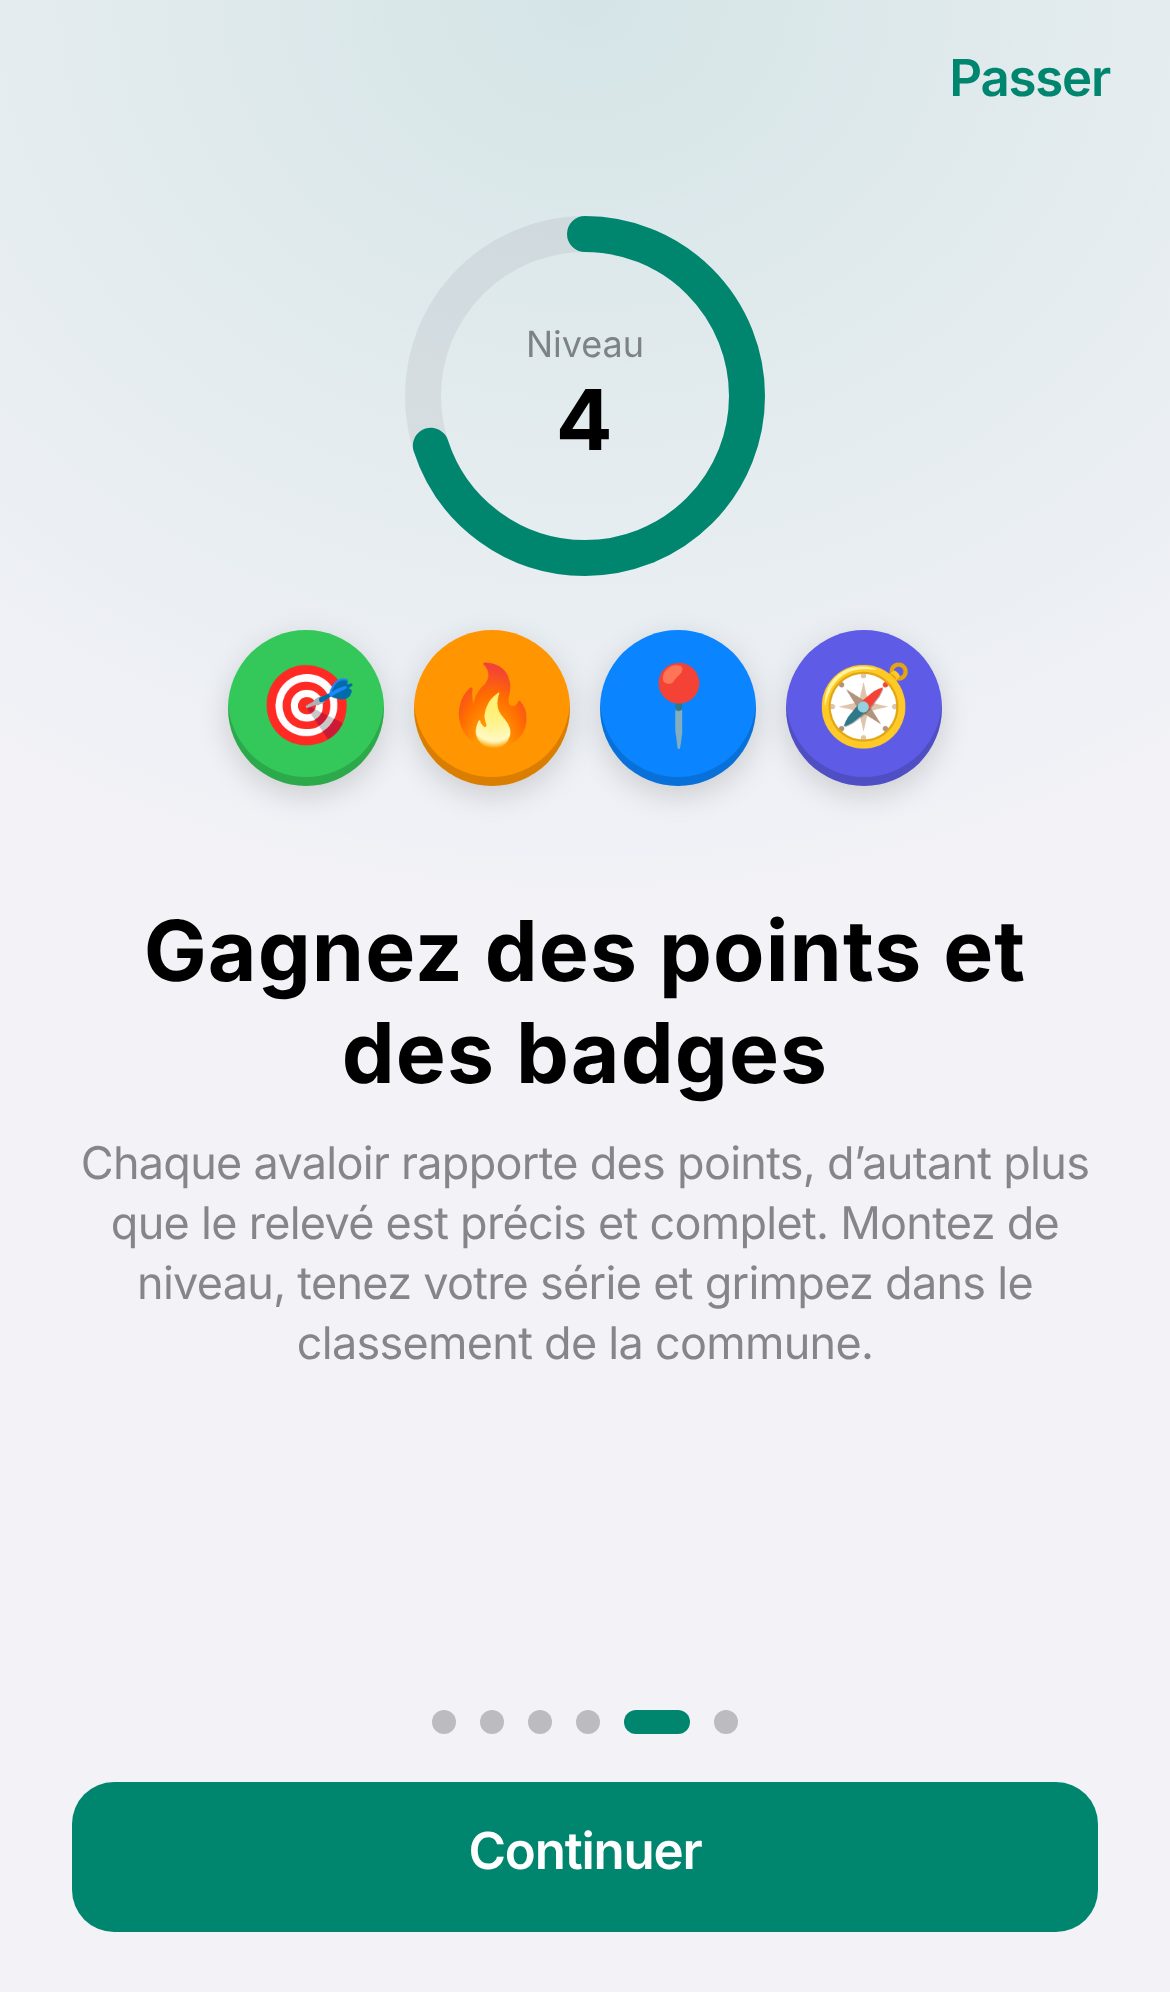 Passer
Niveau
4
Gagnez des points et
des badges
Chaque avaloir rapporte des points, d’autant plus
que le relevé est précis et complet. Montez de
niveau, tenez votre série et grimpez dans le
classement de la commune.
Continuer